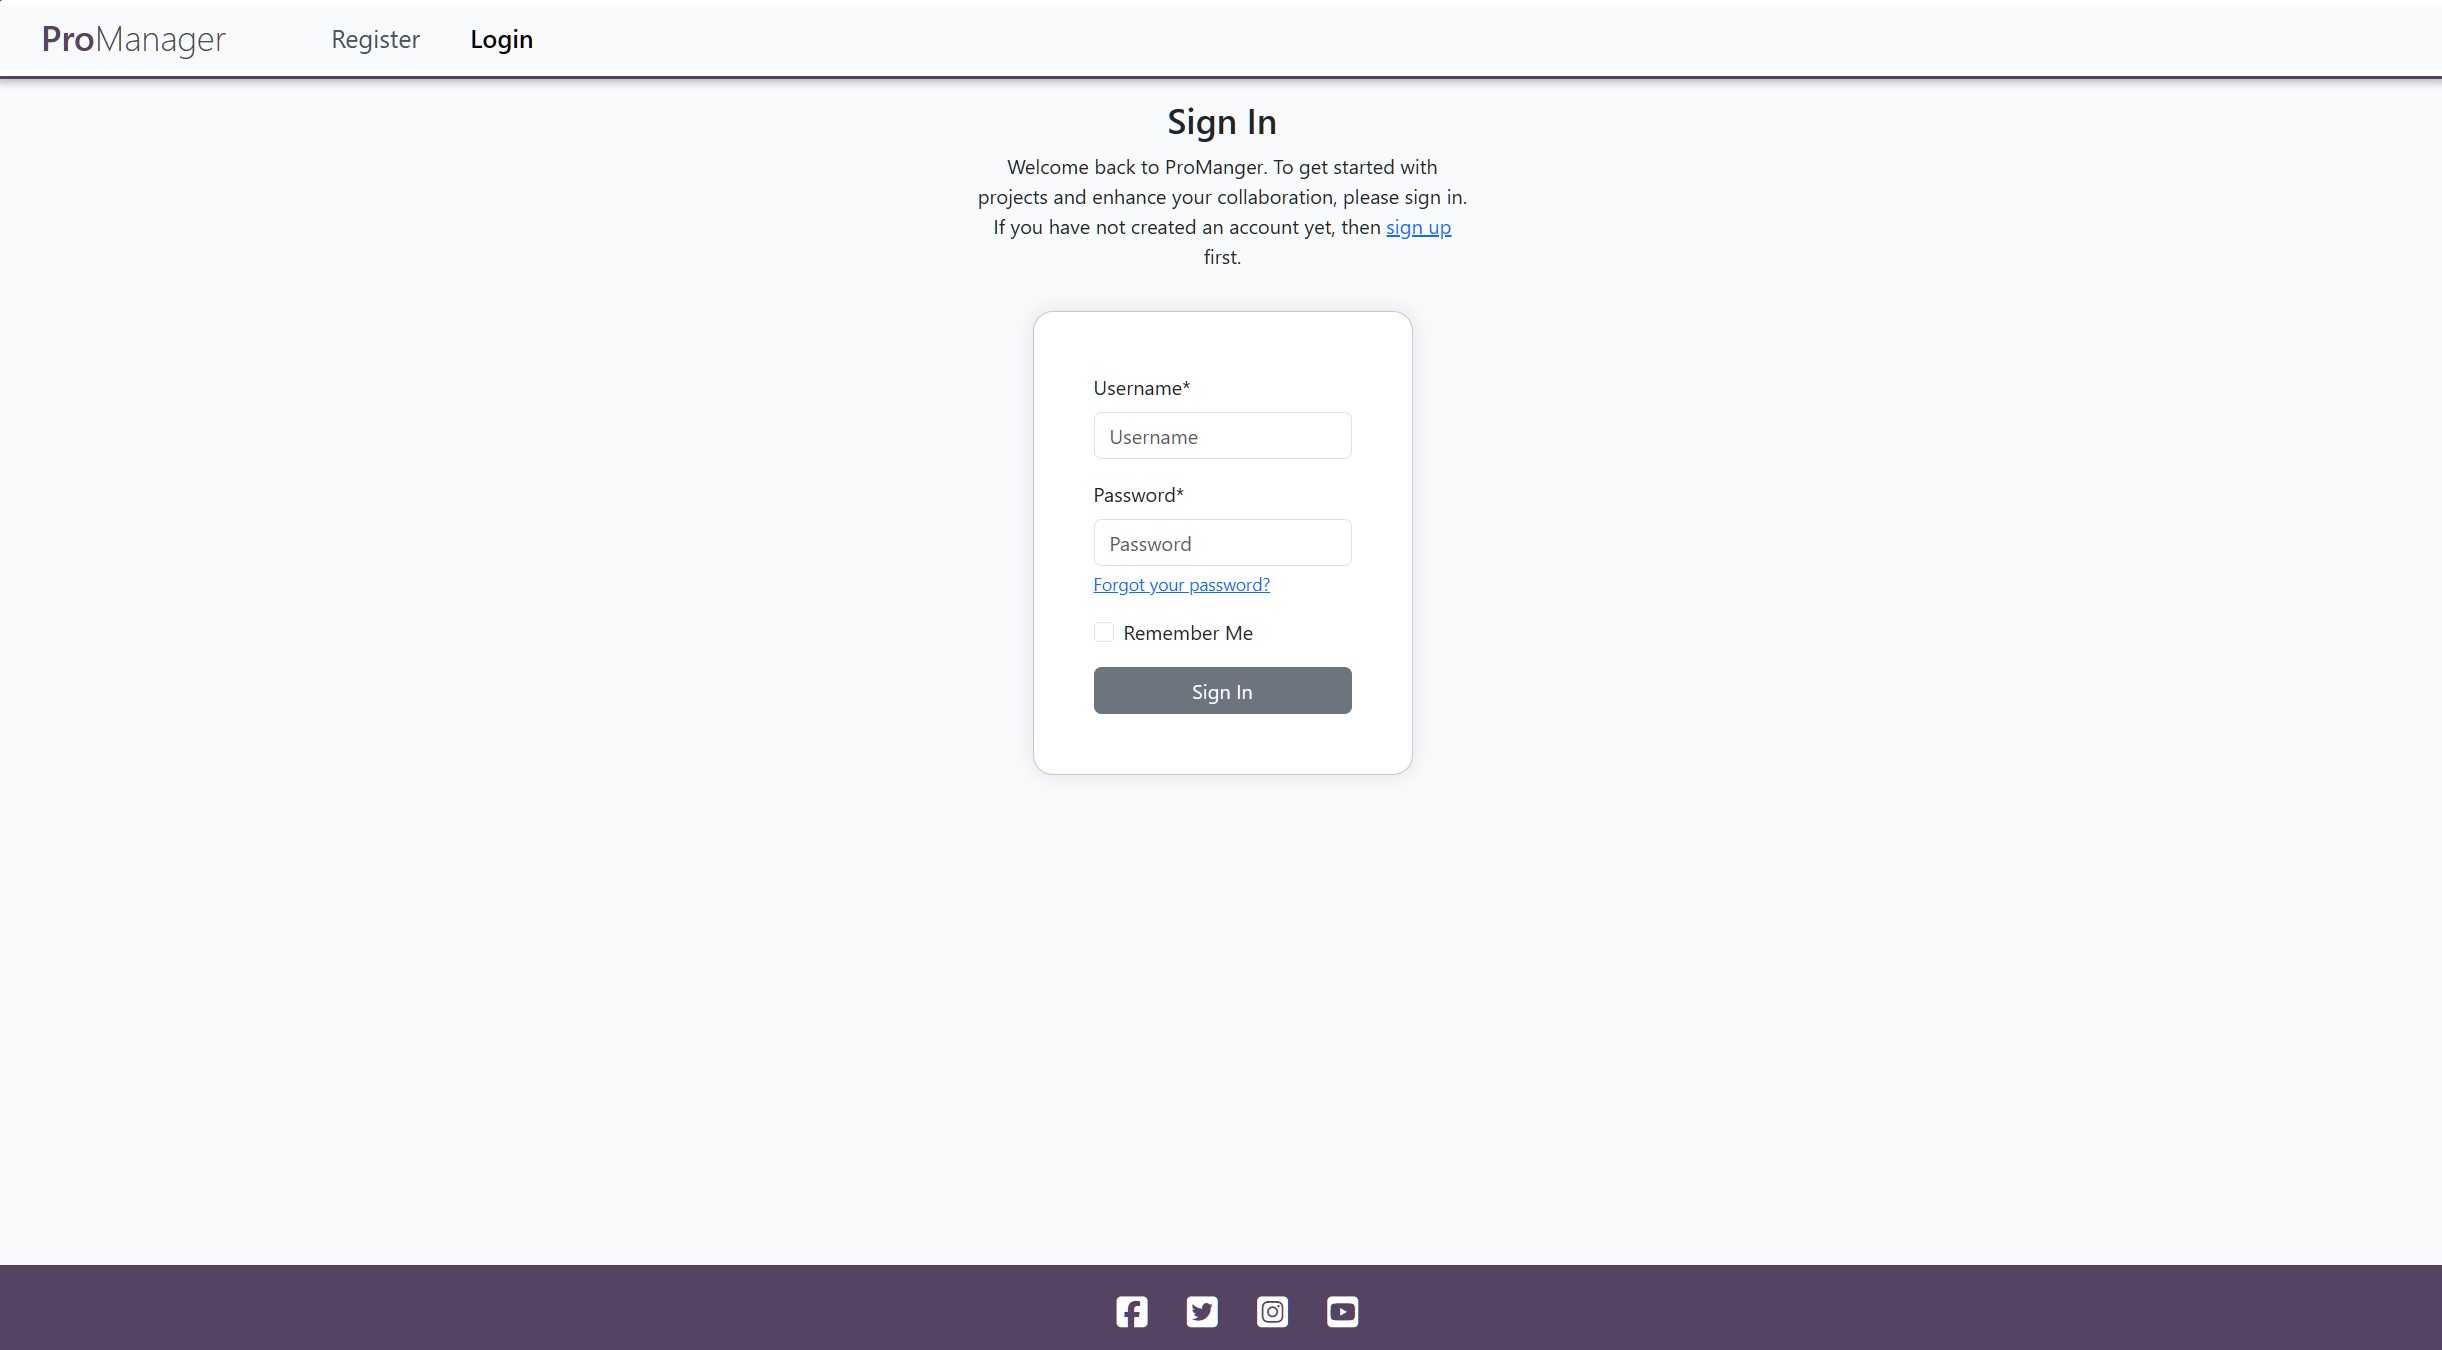 ProManager
Register
Login
Sign In
Welcome back to ProManger. To get started with
projects and enhance your collaboration, please sign in.
If you have not created an account yet, then sign up
first.
Username*
Username
Password*
Password
Forgot your password?
Remember Me
Sign In